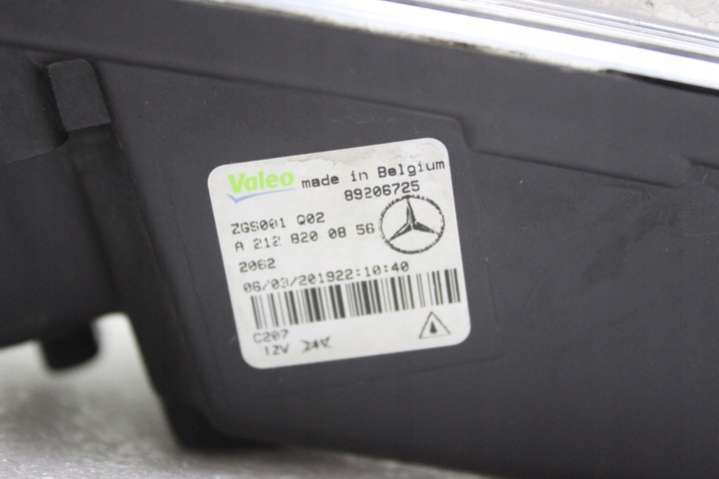 Valeo made in Belgium
89206725
ZGS001 Q02
A 212 820 08 56
2062
06/03/201922:10:40
C207
12V 24V